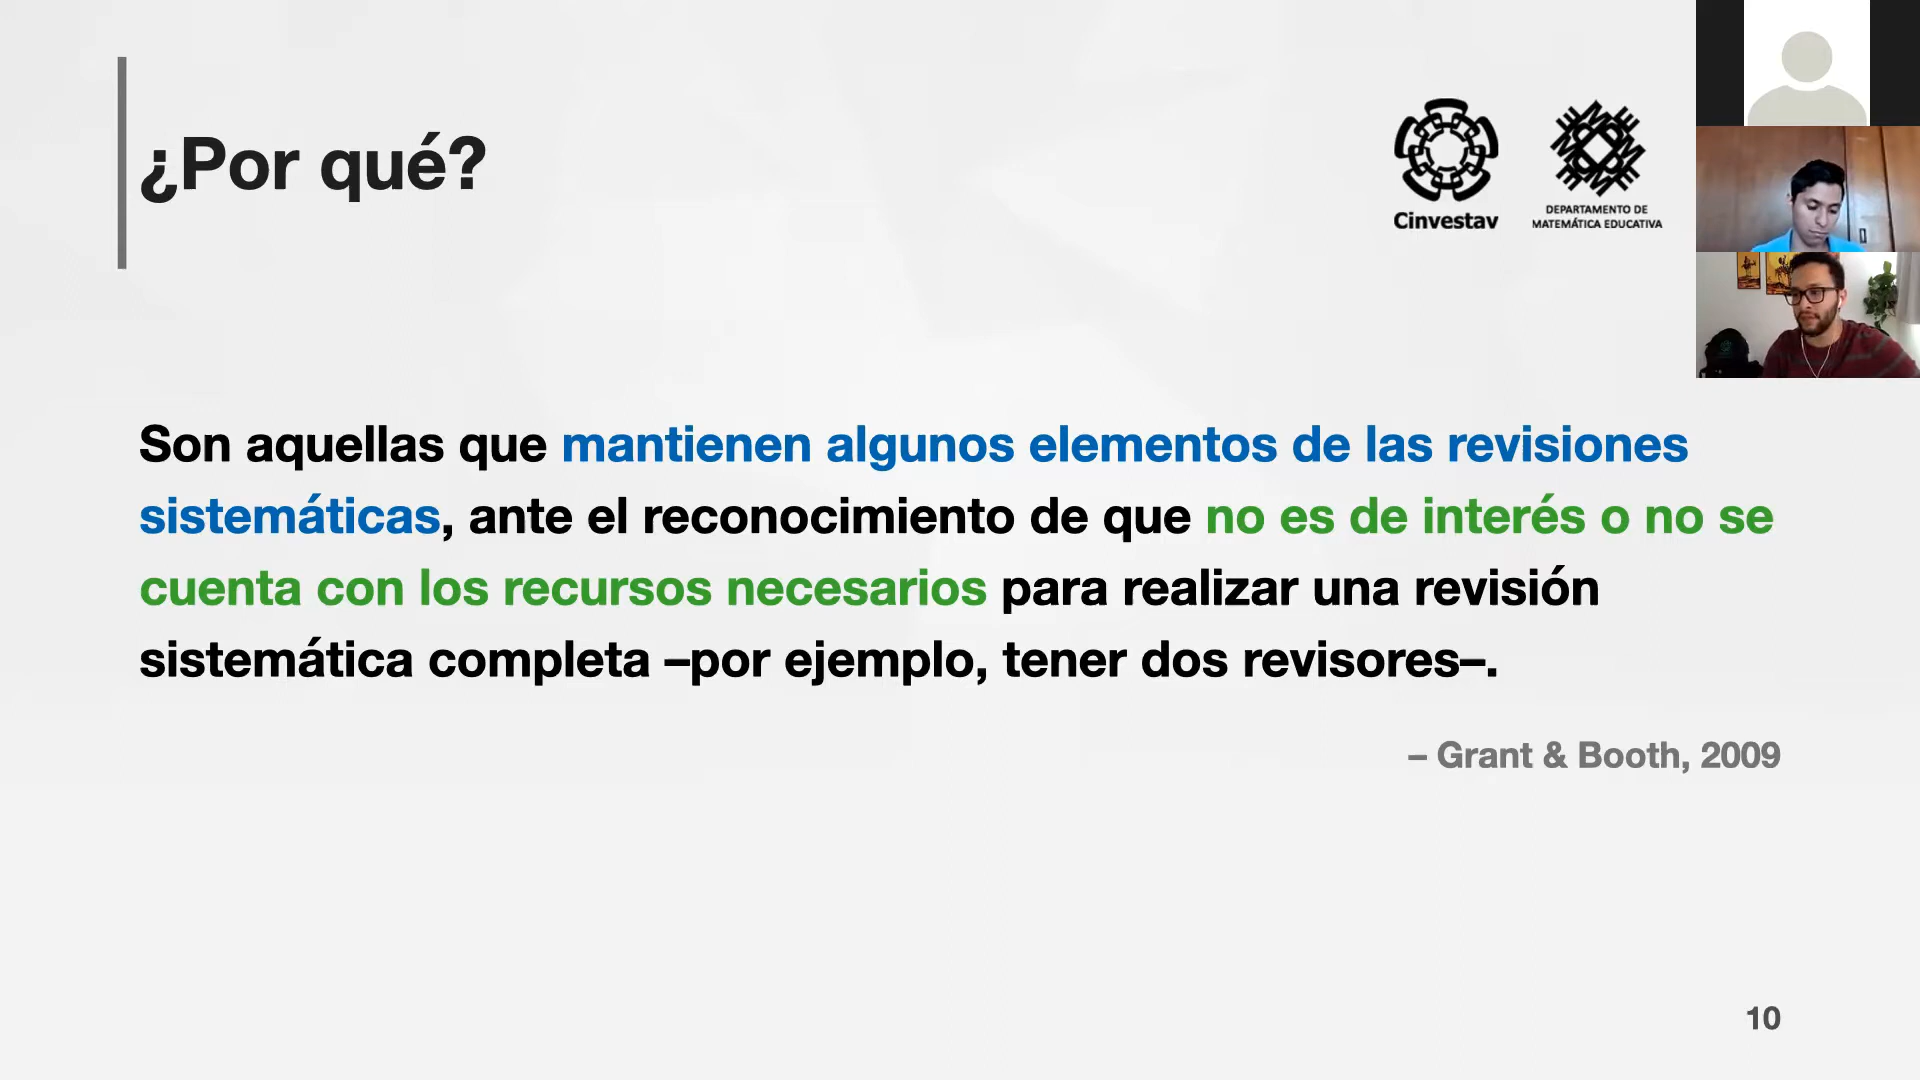 ¿Por qué?
Cinvestav
DEPARTAMENTO DE
MATEMÁTICA EDUCATIVA
Son aquellas que mantienen algunos elementos de las revisiones
sistemáticas, ante el reconocimiento de que no es de interés o no se
cuenta con los recursos necesarios para realizar una revisión
sistemática completa –por ejemplo, tener dos revisores–.
– Grant & Booth, 2009
10